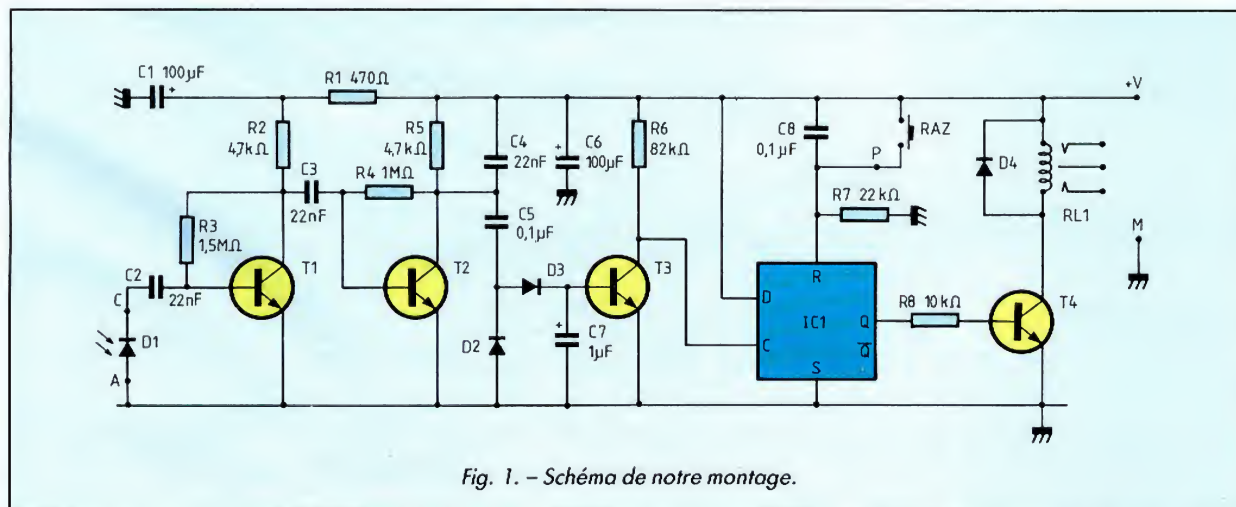 C1 100µF
R1 470Ω
+V
R2
4,7kΩ
R5
4,7kΩ
C4
22nF
C6
100µF
R6
82kΩ
C8
0,1µF
RAZ
P
D4
C3
22nF
R4 1MΩ
R7 22kΩ
RL1
R3
1,5MΩ
C5
0,1µF
M
C2
22nF
T1
T2
D3
T3
R
D
IC1
Q
C
Q̅
S
R8 10kΩ
T4
C
D1
A
D2
C7
1µF
+
+
+
Fig. 1. – Schéma de notre montage.